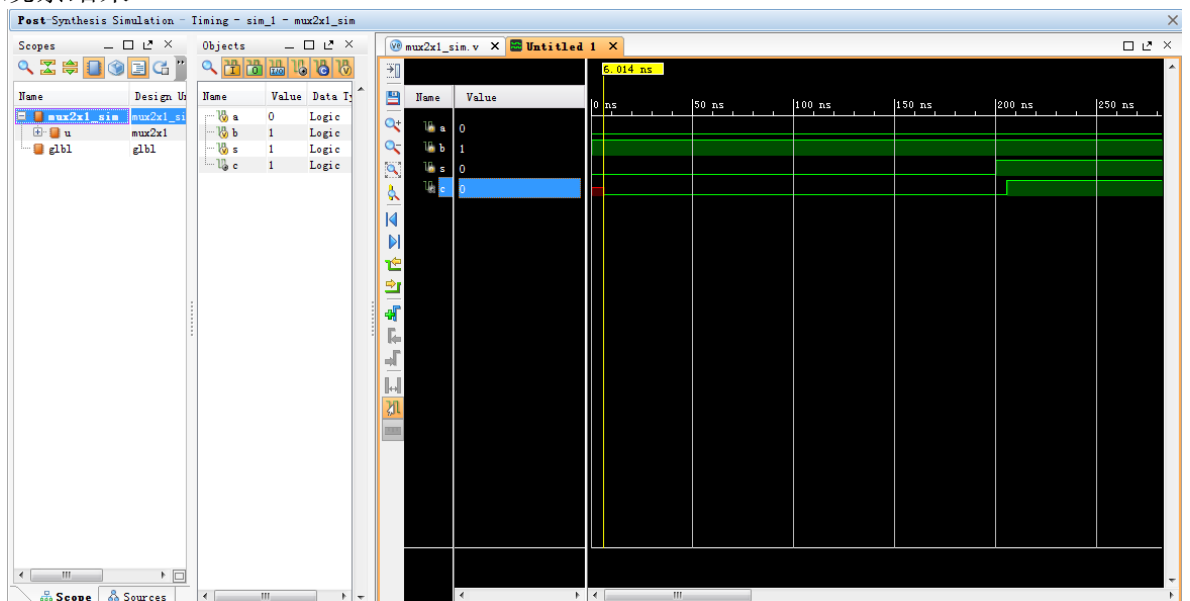 Post-Synthesis Simulation - Timing - sim_1 - mux2x1_sim
Scopes
Name Design Un
mux2x1_sim mux2x1_si
u mux2x1
glbl glbl
Scope Sources
Objects
Name Value Data Ty
a 0 Logic
b 1 Logic
s 1 Logic
c 1 Logic
mux2x1_sim.v Untitled 1
6.014 ns
Name Value
0 ns 50 ns 100 ns 150 ns 200 ns 250 ns
a 0
b 1
s 0
c 0